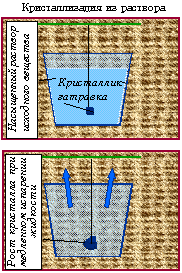 Кристаллизация из раствора
Насыщенный раствор
исходного вещества
Кристаллик-
затравка
Рост кристалла при
медленном испарении
жидкости